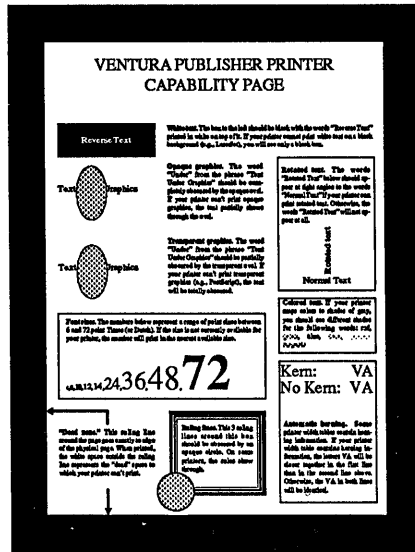 VENTURA PUBLISHER PRINTER
CAPABILITY PAGE
Reverse Text
White text. The box to the left should be black with the words "Reverse Text"
printed in white on top of it. If your printer cannot print white text on a black
background (e.g., LaserJet), you will see only a black box.
Text Graphics
Opaque graphics. The word
"Under" from the phrase "Text
Under Graphics" should be completely
obscured by the opaque oval.
If your printer can't print opaque
graphics, the text partially shows
through the oval.
Text Graphics
Transparent graphics. The word
"Under" from the phrase "Text
Under Graphics" should be partially
obscured by the transparent oval. If
your printer can't print transparent
graphics (e.g., PostScript), the text
will be totally obscured.
Rotated text. The words
"Rotated Text" below should appear
at right angles to the words
"Normal Text" if your printer can
print rotated text. Otherwise, the
words "Rotated Text" will not appear
at all.
Rotated text
Normal Text
Colored text. If your printer
maps colors to shades of gray,
you should see different shades
for the following words: red,
Font sizes. The numbers below represent a range of point sizes between
6 and 72 point Times (or Dutch). If the size is not currently available for
your printer, the number will print in the nearest available size.
6,8,10,12,14,24,36,48,72
Kern: VA
No Kern: VA
Automatic kerning. Some
printer width tables contain kerning
information. If your printer
width table contains kerning information,
the letters VA will be
closer together in the first line
than in the second line above.
Otherwise, the VA in both lines
will be identical.
"Dead zone." This ruling line
around the page goes exactly to edge
of the physical page. When printed,
the white space outside the ruling
line represents the "dead" space to
which your printer can't print.
Ruling lines. This 3 ruling
lines around this box
should be obscured by an
opaque circle. On some
printers, the rules show
through.